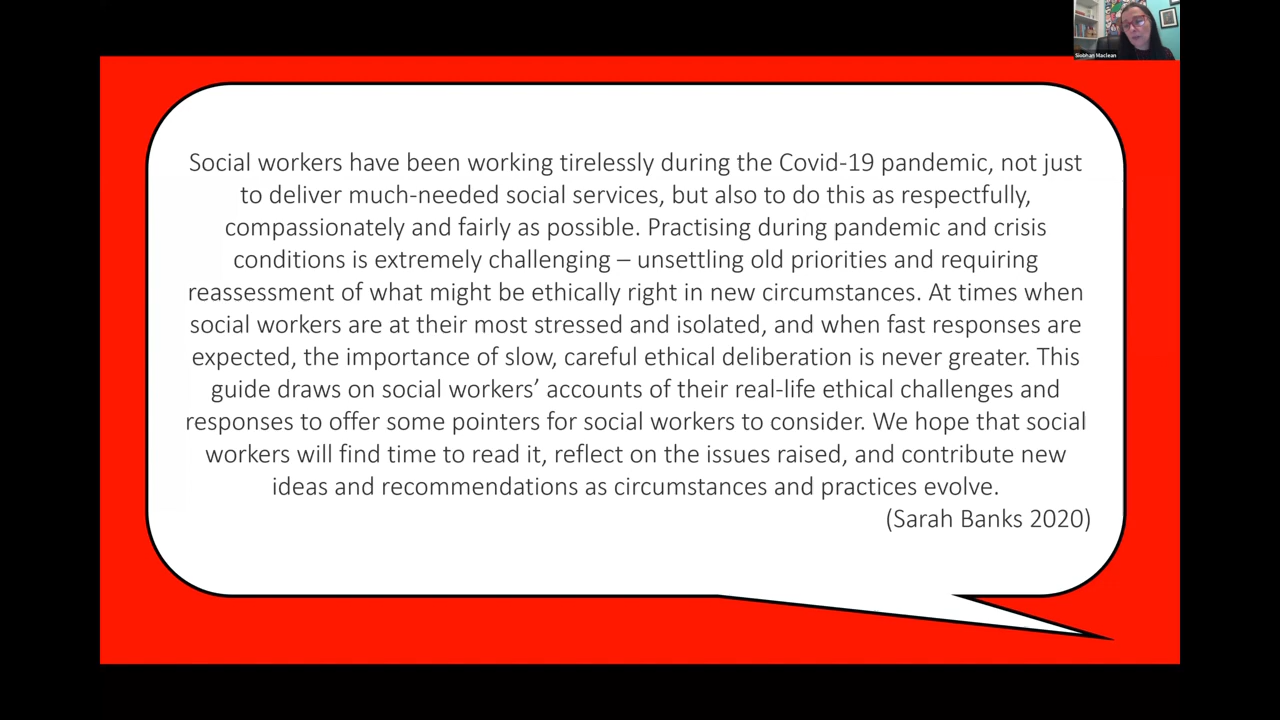 Siobhan Maclean
Social workers have been working tirelessly during the Covid-19 pandemic, not just
to deliver much-needed social services, but also to do this as respectfully,
compassionately and fairly as possible. Practising during pandemic and crisis
conditions is extremely challenging – unsettling old priorities and requiring
reassessment of what might be ethically right in new circumstances. At times when
social workers are at their most stressed and isolated, and when fast responses are
expected, the importance of slow, careful ethical deliberation is never greater. This
guide draws on social workers’ accounts of their real-life ethical challenges and
responses to offer some pointers for social workers to consider. We hope that social
workers will find time to read it, reflect on the issues raised, and contribute new
ideas and recommendations as circumstances and practices evolve.
(Sarah Banks 2020)